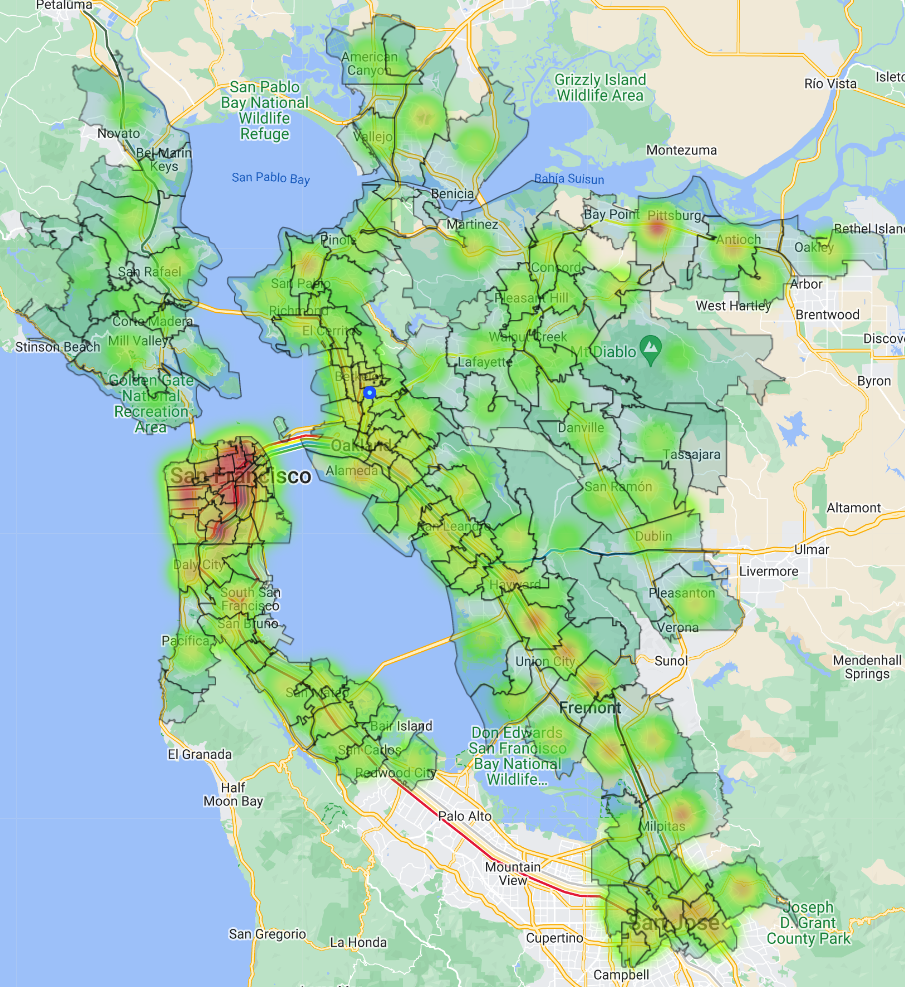 Petaluma
American
Canyon
San Pablo
Bay National
Wildlife
Refuge
Grizzly Island
Wildlife Area
Río Vista
Isleto
Novato
Vallejo
Bel Marin
Keys
Montezuma
San Pablo Bay
Bahía Suisun
Benicia
Bay Point
Pittsburg
Martinez
Rethel Island
Pinole
Antioch
Oakley
San Rafael
Concord
San Pablo
Arbor
Pleasant Hill
West Hartley
Richmond
Brentwood
Corte Madera
El Cerrito
Walnut Creek
Discov
Stinson Beach
Mill Valley
Mt Diablo
Lafayette
Golden Gate
National
Recreation
Area
Byron
Danville
Oakland
Tassajara
San Francisco
Alameda
San Ramón
Altamont
San Leandro
Dublin
Ulmar
Daly City
Livermore
Hayward
South San
Francisco
Pleasanton
San Bruno
Verona
Pacifica
Union City
Sunol
Mendenhall
Springs
San Mateo
Fremont
Bair Island
Don Edwards
San Francisco
Bay National
Wildlife...
El Granada
San Carlos
Redwood City
Half
Moon Bay
Palo Alto
Milpitas
Mountain
View
San Jose
Joseph
D. Grant
County Park
San Gregorio
La Honda
Cupertino
Campbell